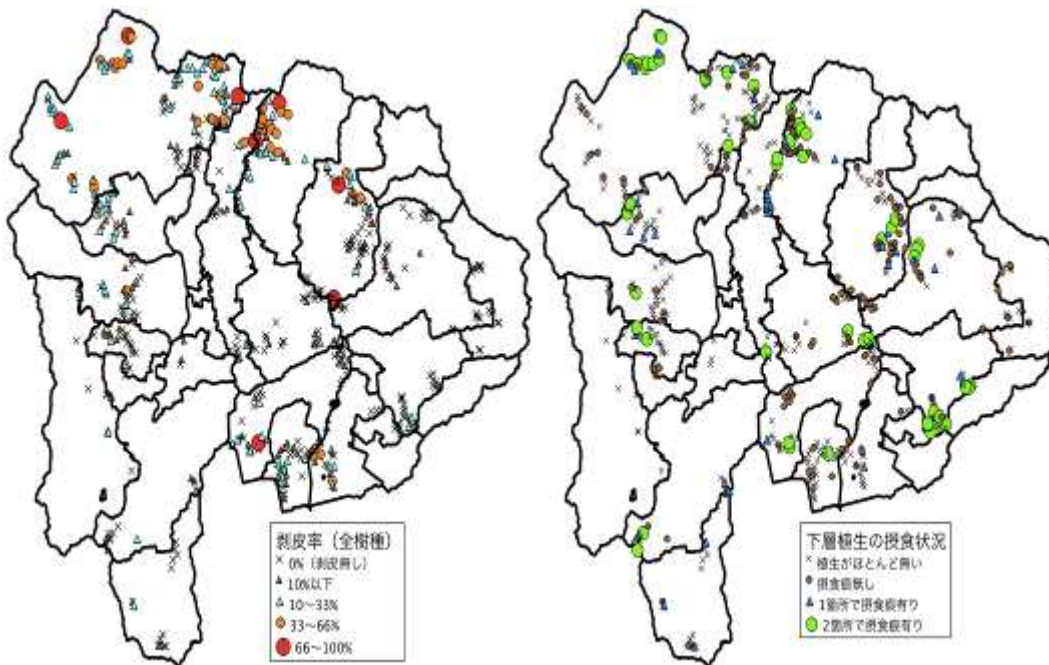 剥皮率（全樹種）
× 0%（剥皮無し）
▲ 10%以下
△ 10～33%
33～66%
66～100%
下層植生の摂食状況
× 植生がほとんど無い
摂食痕無し
▲ 1箇所で摂食痕有り
2箇所で摂食痕有り